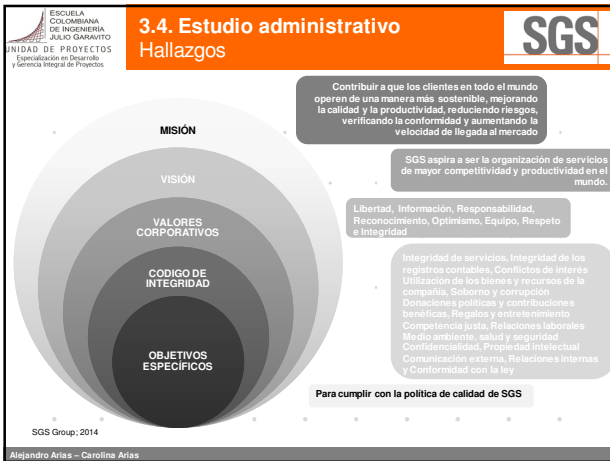 ESCUELA
COLOMBIANA
DE INGENIERÍA
JULIO GARAVITO
UNIDAD DE PROYECTOS
Especialización en Desarrollo
y Gerencia Integral de Proyectos
3.4. Estudio administrativo
Hallazgos
SGS
MISIÓN
Contribuir a que los clientes en todo el mundo
operen de una manera más sostenible, mejorando
la calidad y la productividad, reduciendo riesgos,
verificando la conformidad y aumentando la
velocidad de llegada al mercado
VISIÓN
SGS aspira a ser la organización de servicios
de mayor competitividad y productividad en el
mundo.
VALORES
CORPORATIVOS
Libertad, Información, Responsabilidad,
Reconocimiento, Optimismo, Equipo, Respeto
e Integridad
CODIGO DE
INTEGRIDAD
Integridad de servicios, Integridad de los
registros contables, Conflictos de interés
Utilización de los bienes y recursos de la
compañía, Soborno y corrupción
Donaciones políticas y contribuciones
benéficas, Regalos y entretenimiento
Competencia justa, Relaciones laborales
Medio ambiente, salud y seguridad
Confidencialidad, Propiedad intelectual
Comunicación externa, Relaciones internas
y Conformidad con la ley
OBJETIVOS
ESPECÍFICOS
Para cumplir con la política de calidad de SGS
SGS Group; 2014
Alejandro Arias – Carolina Arias